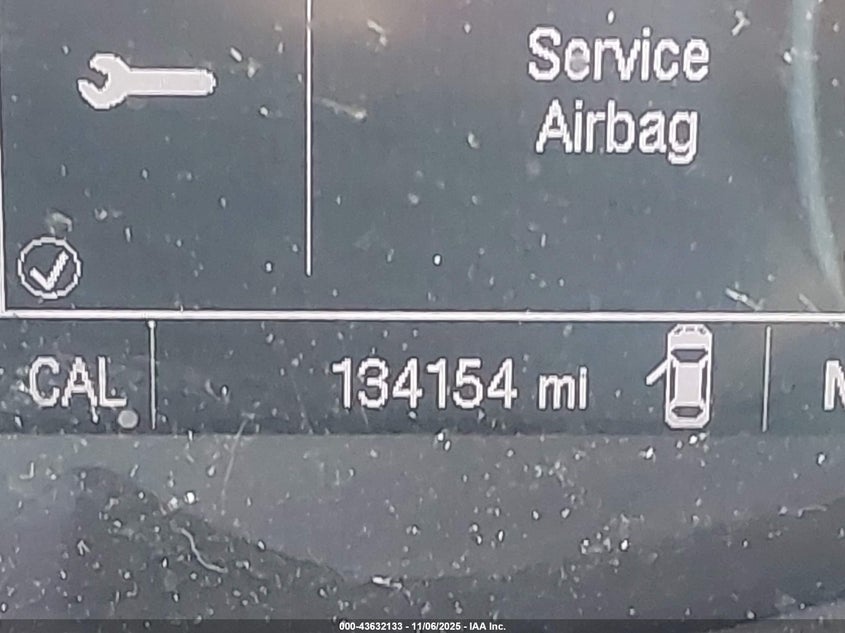 Service
Airbag
CAL 134154 mi
000-43632133 - 11/06/2025 - IAA Inc.